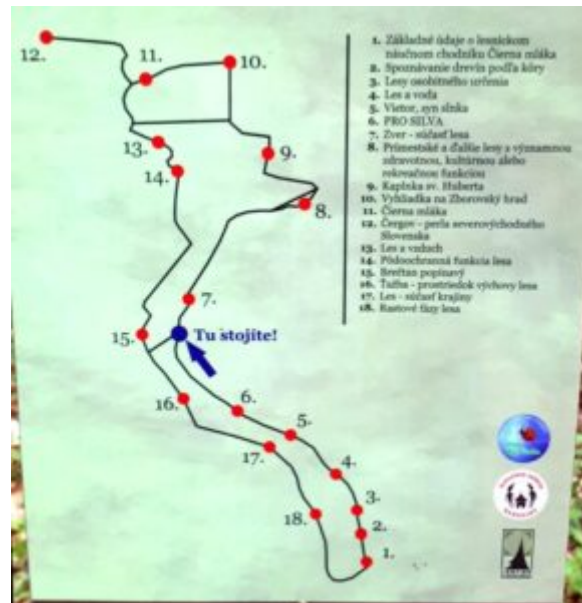 12.
11.
10.
13.
14.
9.
8.
7.
15.
Tu stojíte!
16.
6.
5.
17.
4.
18.
3.
2.
1.
1. Základné údaje o lesníckom
náučnom chodníku Čierna mláka
2. Spoznávanie drevín podľa kôry
3. Lesy osobitného určenia
4. Les a voda
5. Vietor, syn slnka
6. PRO SILVA
7. Zver - súčasť lesa
8. Prímestské a ďalšie lesy s významnou
zdravotnou, kultúrnou alebo
rekreačnou funkciou
9. Kaplnka sv. Huberta
10. Vyhliadka na Zborovský hrad
11. Čierna mláka
12. Čergov - perla severovýchodného
Slovenska
13. Les a vzduch
14. Pôdoochranná funkcia lesa
15. Brečtan popínavý
16. Ťažba - prostriedok výchovy lesa
17. Les - súčasť krajiny
18. Rastové fázy lesa